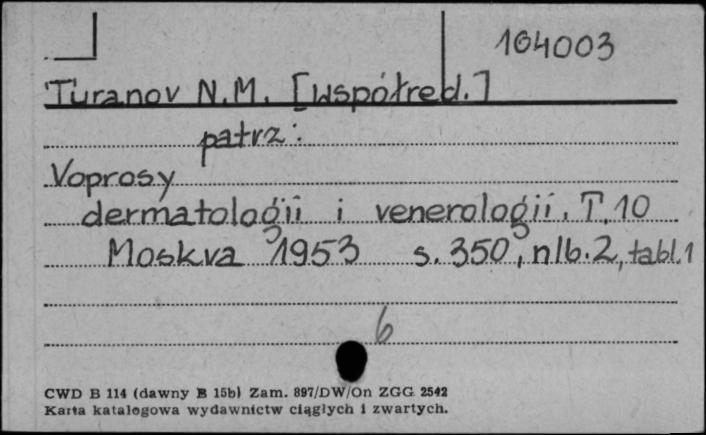 104003
Turanov N.M. [współred.]
patrz:
Voprosy
dermatologii i venerologii. T.10
Moskva 1953 s. 350, nlb. 2, tabl. 1
6
CWD B 114 (dawny B 15b) Zam. 897/DW/On ZGG 2542
Karta katalogowa wydawnictw ciągłych i zwartych.